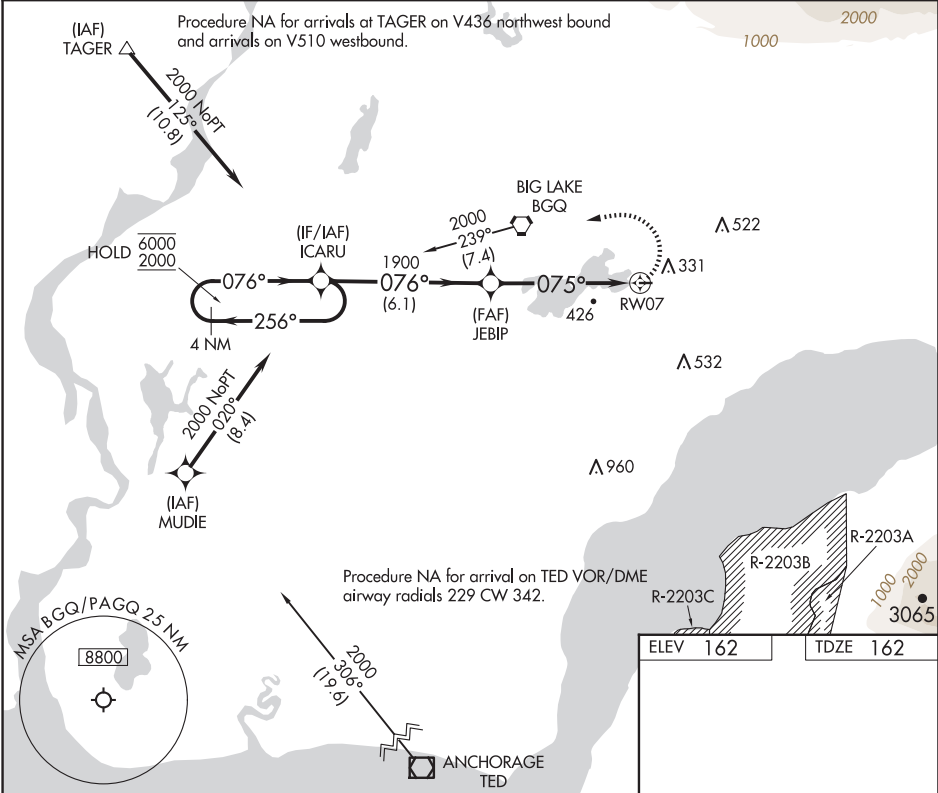 Procedure NA for arrivals at TAGER on V436 northwest bound
and arrivals on V510 westbound.
2000
1000
(IAF)
TAGER
2000 NoPT
125°
(10.8)
BIG LAKE
BGQ
2000
239°
(7.4)
522
HOLD
6000
2000
(IF/IAF)
ICARU
076°
1900
076°
(6.1)
075°
331
RW07
256°
4 NM
(FAF)
JEBIP
426
532
2000 NoPT
020°
(8.4)
960
(IAF)
MUDIE
R-2203A
R-2203B
R-2203C
1000
2000
3065
Procedure NA for arrival on TED VOR/DME
airway radials 229 CW 342.
MSA BGQ/PAGQ 25 NM
8800
2000
306°
(19.6)
ELEV 162
TDZE 162
ANCHORAGE
TED